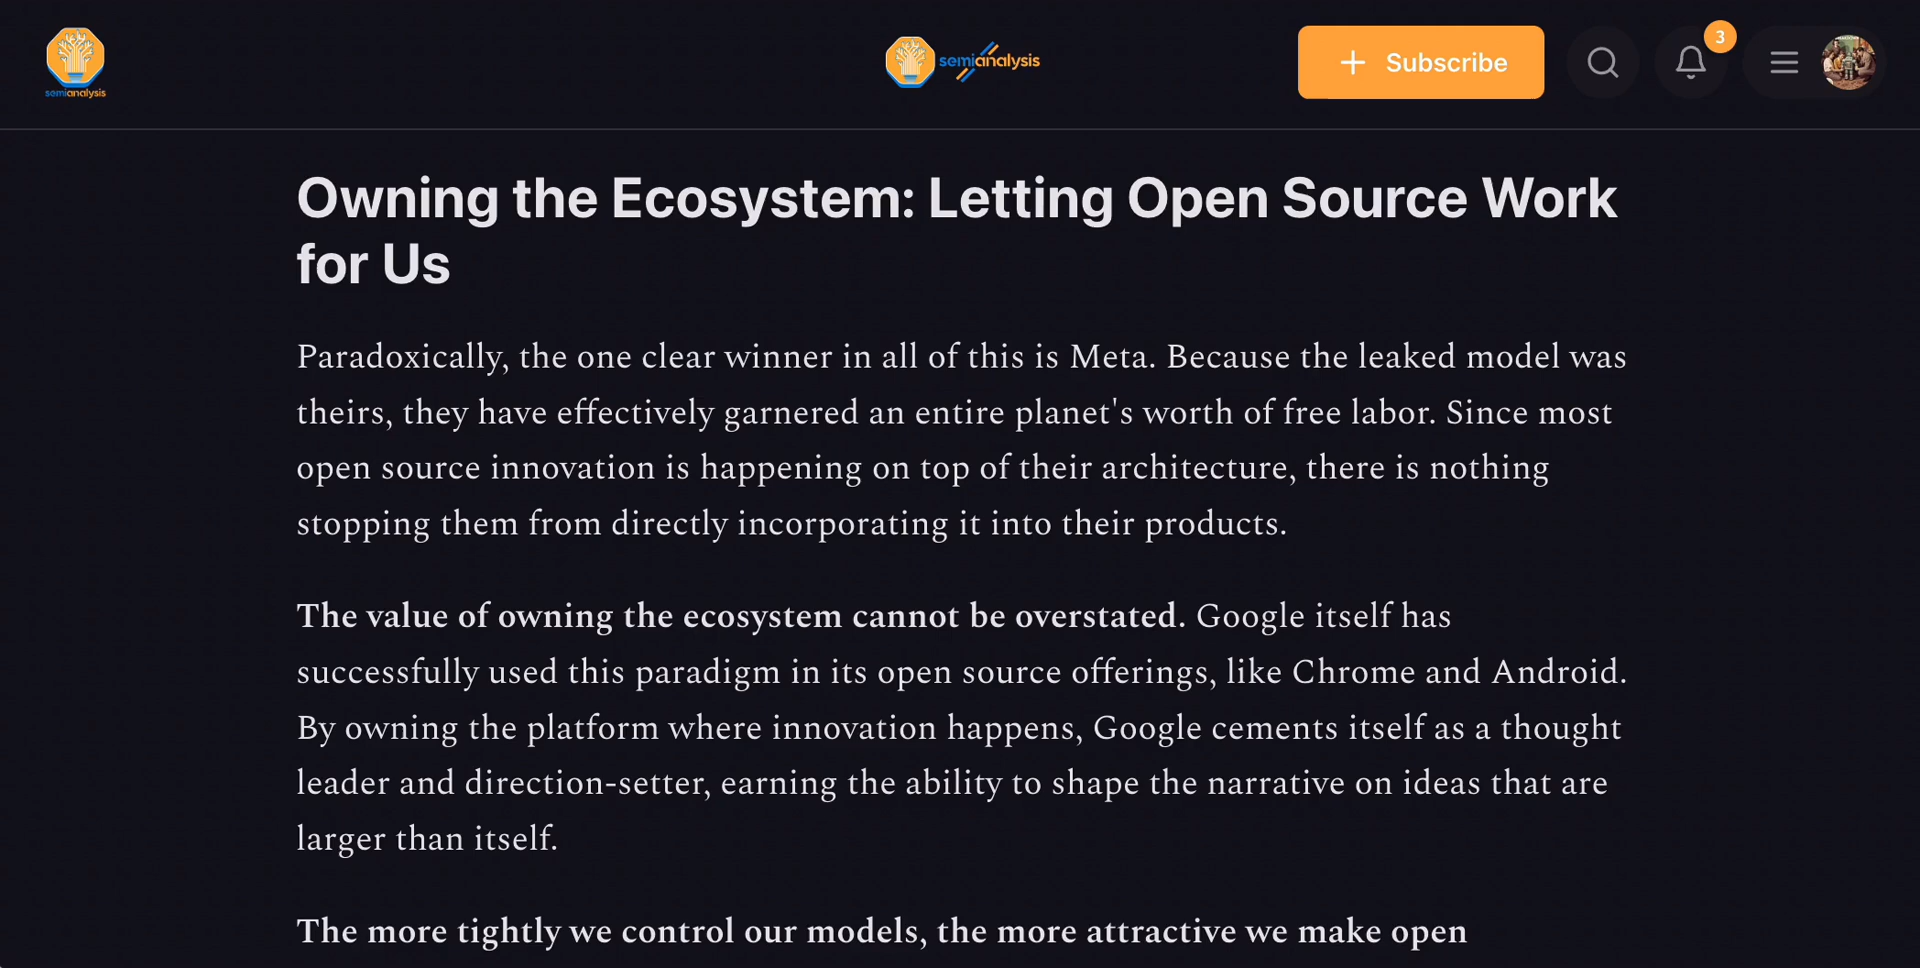 semianalysis
semianalysis
Subscribe
3
Owning the Ecosystem: Letting Open Source Work
for Us
Paradoxically, the one clear winner in all of this is Meta. Because the leaked model was
theirs, they have effectively garnered an entire planet's worth of free labor. Since most
open source innovation is happening on top of their architecture, there is nothing
stopping them from directly incorporating it into their products.
The value of owning the ecosystem cannot be overstated. Google itself has
successfully used this paradigm in its open source offerings, like Chrome and Android.
By owning the platform where innovation happens, Google cements itself as a thought
leader and direction-setter, earning the ability to shape the narrative on ideas that are
larger than itself.
The more tightly we control our models, the more attractive we make open